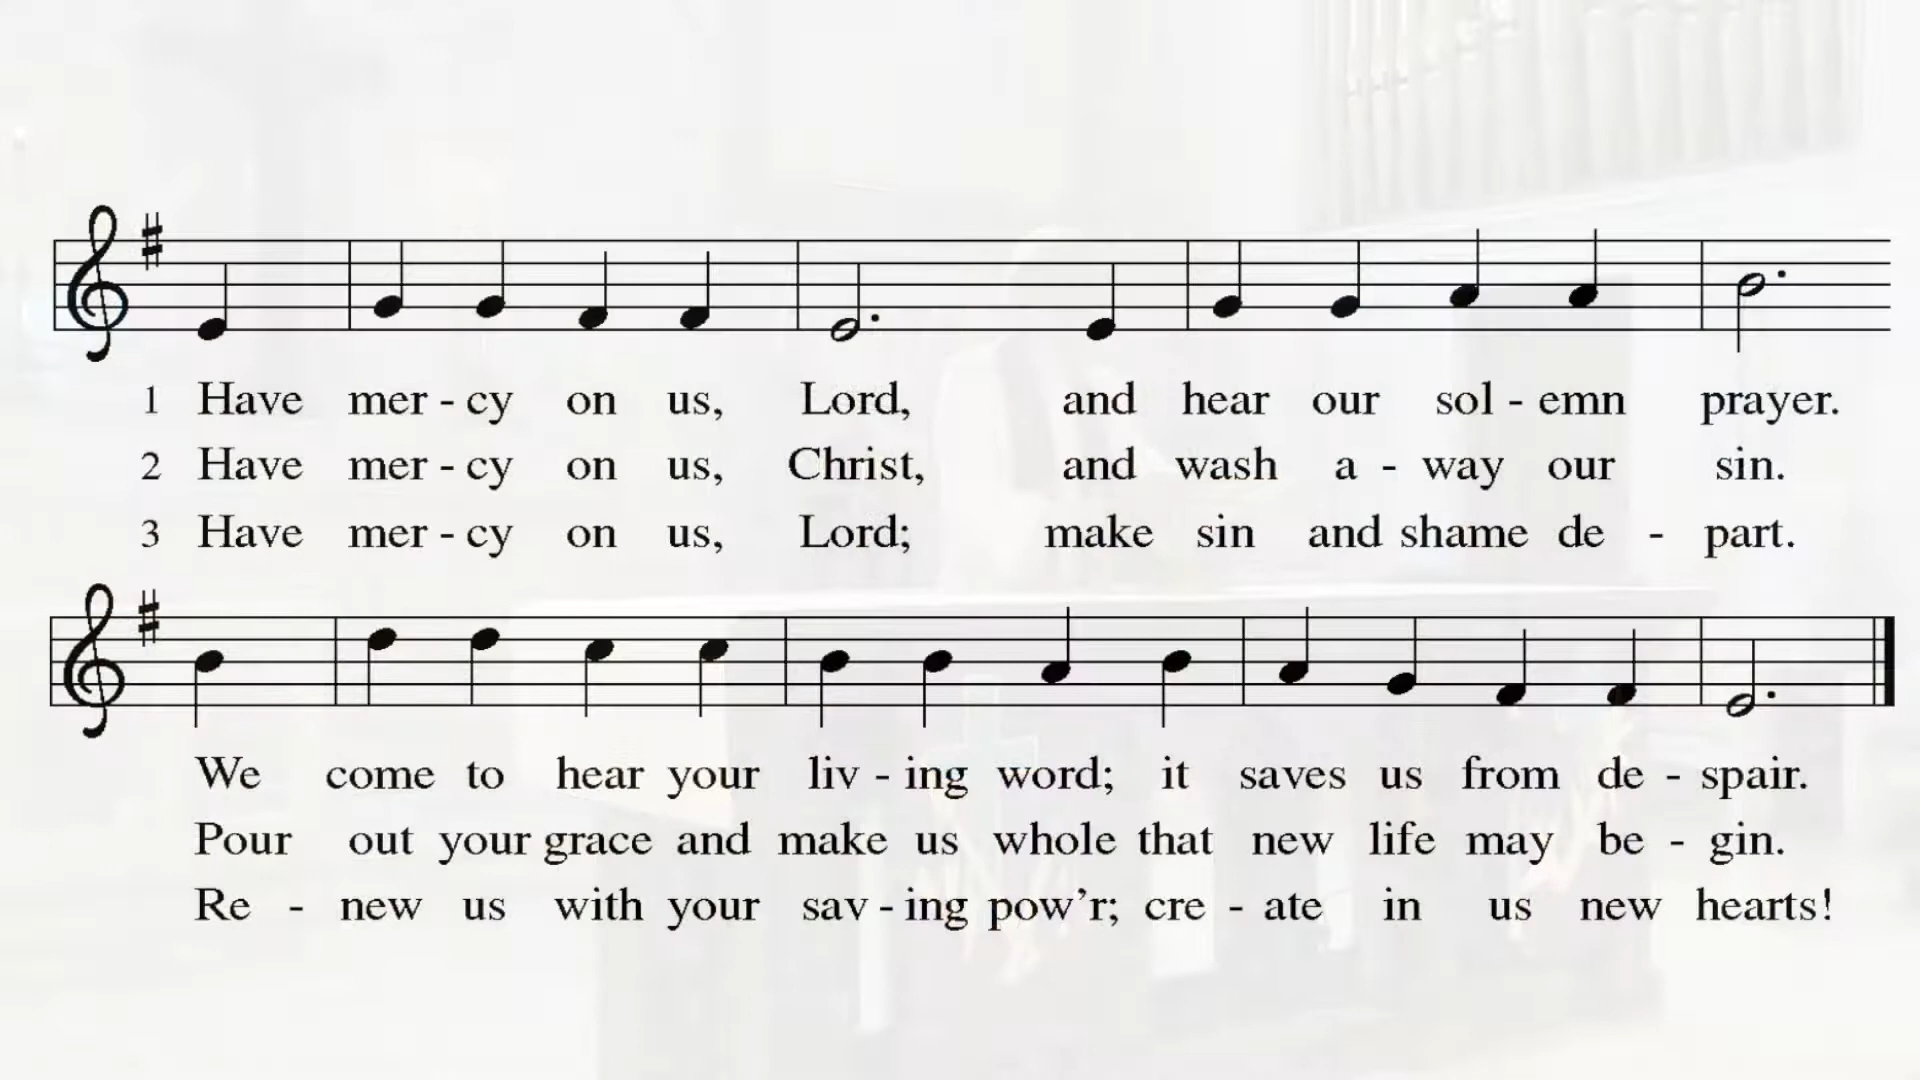 1 Have mer - cy on us, Lord, and hear our sol - emn prayer.
2 Have mer - cy on us, Christ, and wash a - way our sin.
3 Have mer - cy on us, Lord; make sin and shame de - part.
We come to hear your liv - ing word; it saves us from de - spair.
Pour out your grace and make us whole that new life may be - gin.
Re - new us with your sav - ing pow'r; cre - ate in us new hearts!